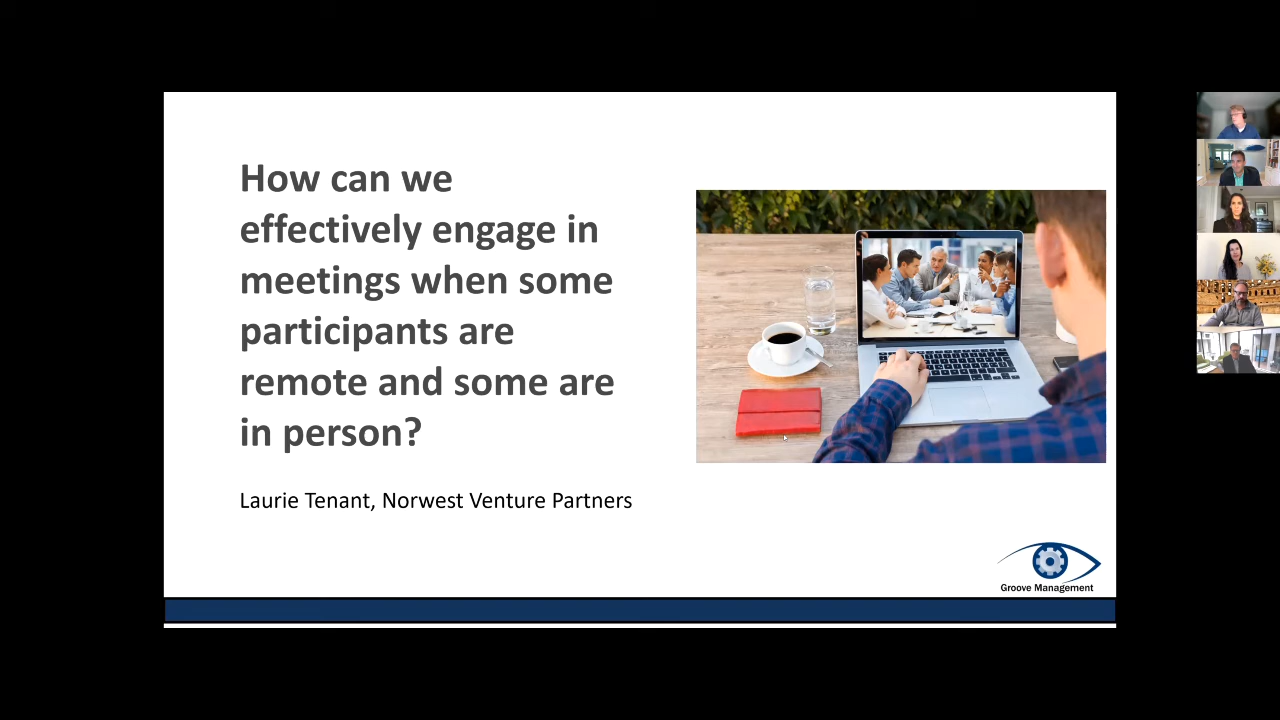 How can we
effectively engage in
meetings when some
participants are
remote and some are
in person?
Laurie Tenant, Norwest Venture Partners
Groove Management